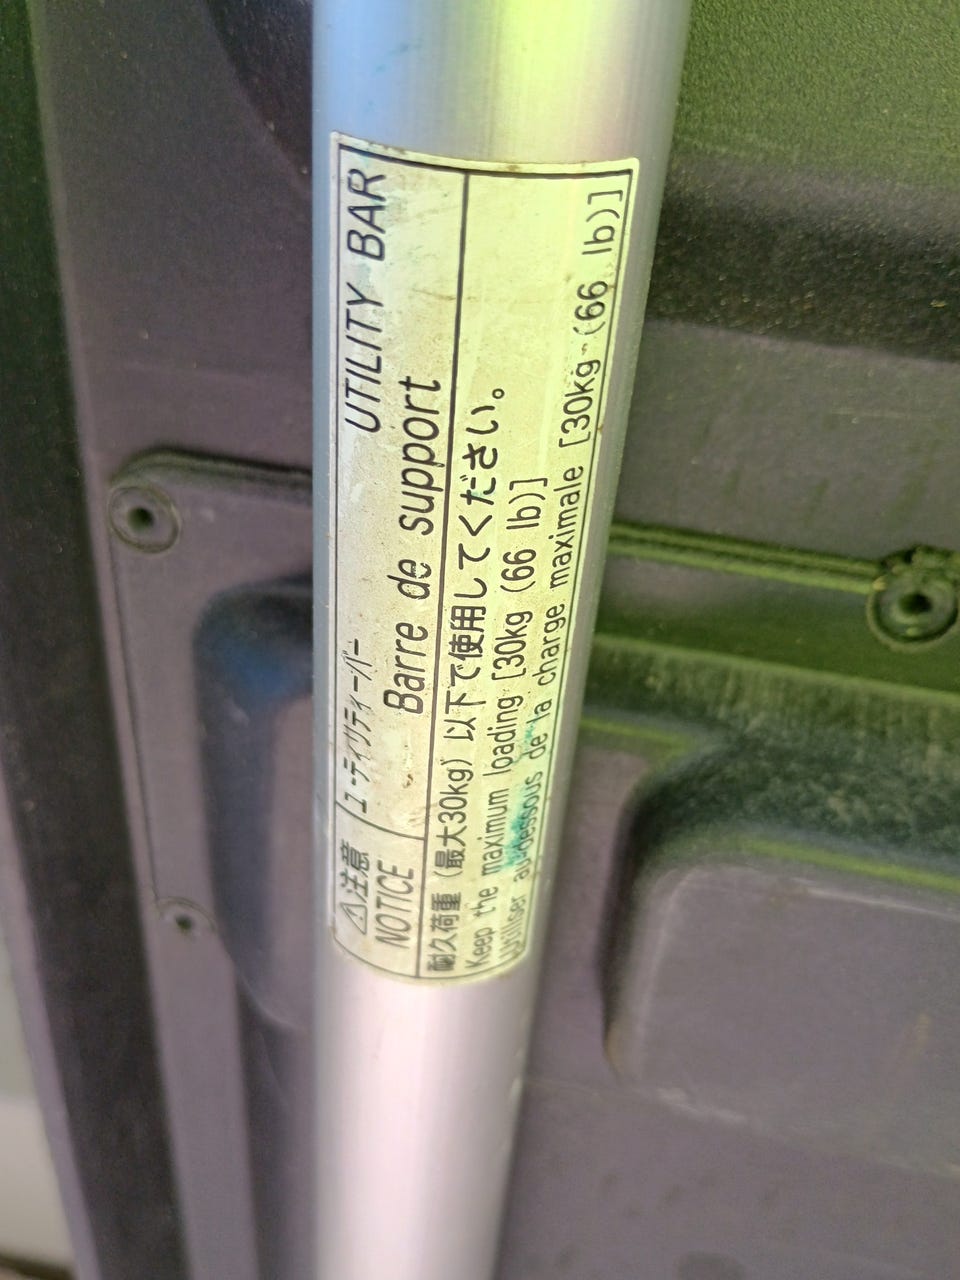 ⚠注意 ユーティリティーバー UTILITY BAR
NOTICE Barre de support
耐久荷重（最大30kg）以下で使用してください。
Keep the maximum loading [30kg (66 lb)]
Utiliser au-dessous de la charge maximale [30kg (66 lb)]